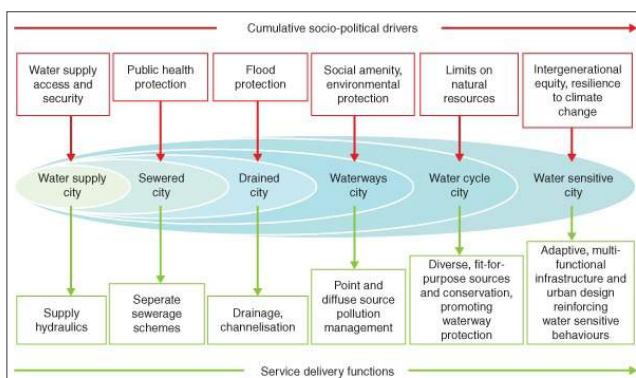 Cumulative socio-political drivers
Water supply
access and
security
Public health
protection
Flood
protection
Social amenity,
environmental
protection
Limits on
natural
resources
Intergenerational
equity, resilience
to climate
change
Water supply
city
Sewered
city
Drained
city
Waterways
city
Water cycle
city
Water sensitive
city
Supply
hydraulics
Seperate
sewerage
schemes
Drainage,
channelisation
Point and
diffuse source
pollution
management
Diverse, fit-for-
purpose sources
and conservation,
promoting
waterway
protection
Adaptive, multi-
functional
infrastructure and
urban design
reinforcing
water sensitive
behaviours
Service delivery functions